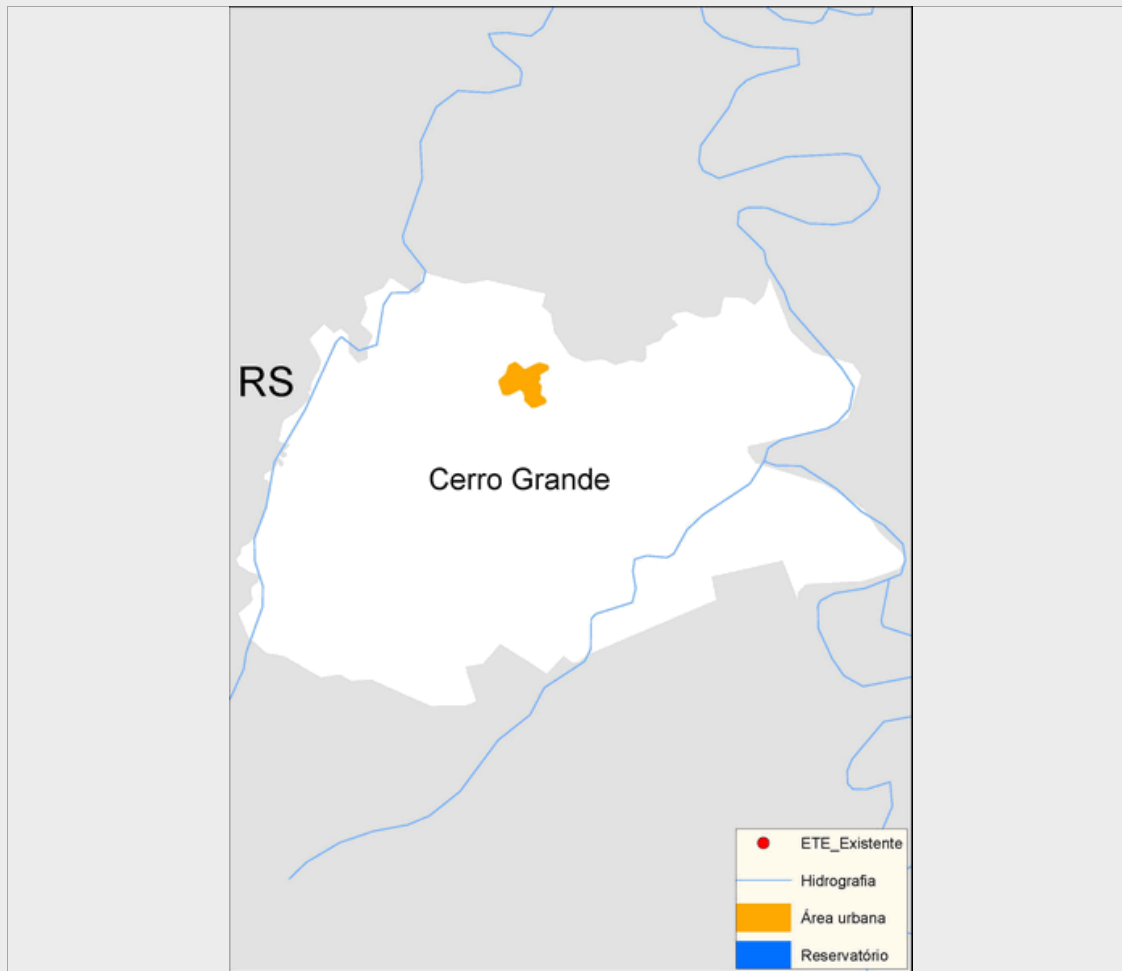 RS
Cerro Grande
ETE_Existente
Hidrografia
Área urbana
Reservatório